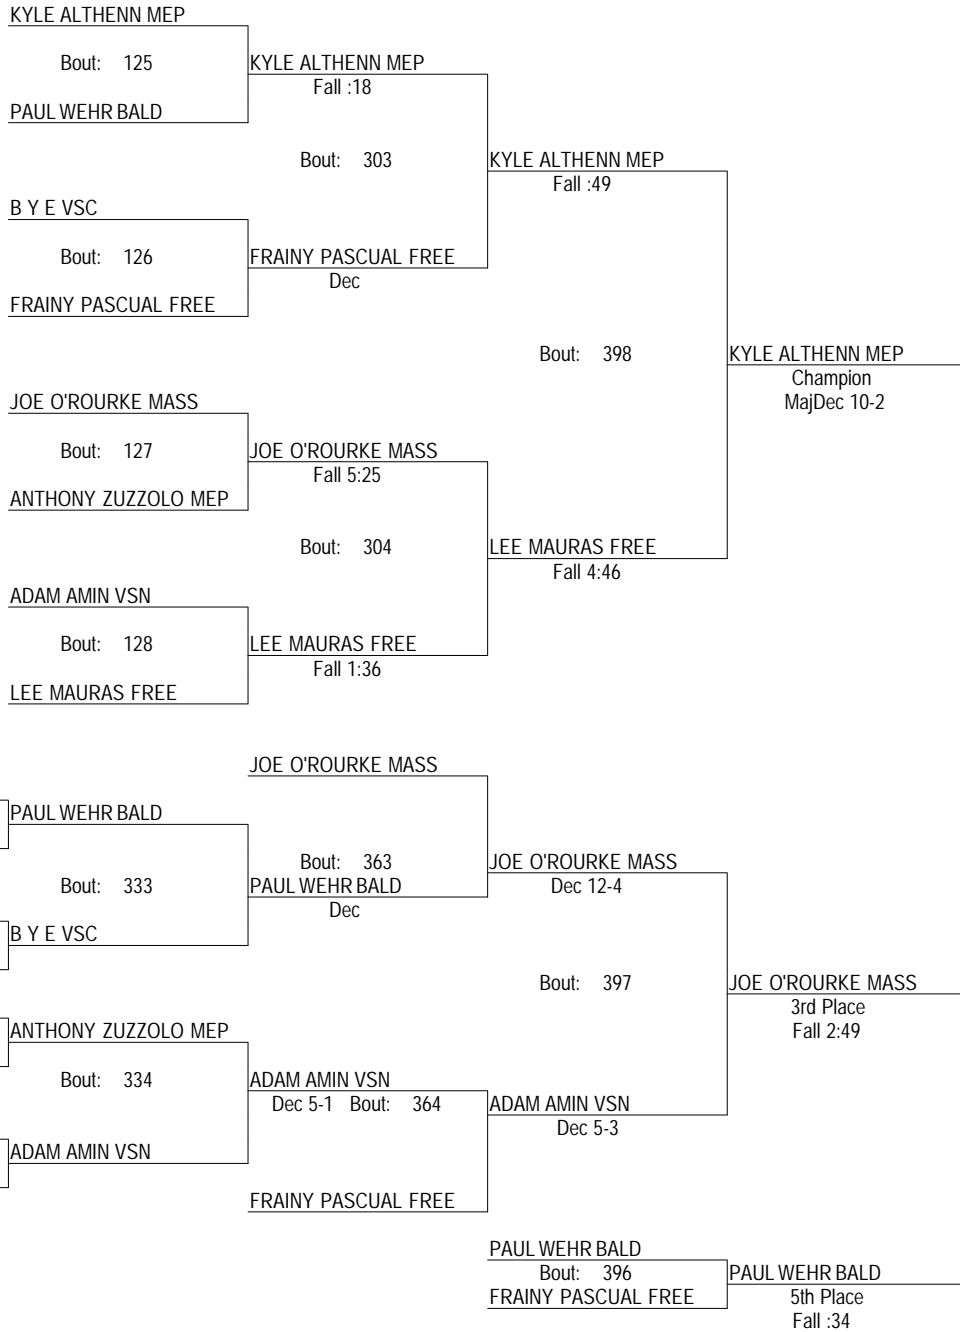 KYLE ALTHENN MEP
Bout: 125
KYLE ALTHENN MEP
Fall :18
PAUL WEHR BALD
Bout: 303
KYLE ALTHENN MEP
Fall :49
B Y E VSC
Bout: 126
FRAINY PASCUAL FREE
Dec
FRAINY PASCUAL FREE
Bout: 398
KYLE ALTHENN MEP
Champion
MajDec 10-2
JOE O'ROURKE MASS
Bout: 127
JOE O'ROURKE MASS
Fall 5:25
ANTHONY ZUZZOLO MEP
Bout: 304
LEE MAURAS FREE
Fall 4:46
ADAM AMIN VSN
Bout: 128
LEE MAURAS FREE
Fall 1:36
LEE MAURAS FREE
JOE O'ROURKE MASS
PAUL WEHR BALD
Bout: 363
JOE O'ROURKE MASS
Dec 12-4
Bout: 333
PAUL WEHR BALD
Dec
B Y E VSC
Bout: 397
JOE O'ROURKE MASS
3rd Place
Fall 2:49
ANTHONY ZUZZOLO MEP
Bout: 334
ADAM AMIN VSN
Dec 5-1 Bout: 364
ADAM AMIN VSN
Dec 5-3
ADAM AMIN VSN
FRAINY PASCUAL FREE
PAUL WEHR BALD
Bout: 396
PAUL WEHR BALD
FRAINY PASCUAL FREE
5th Place
Fall :34